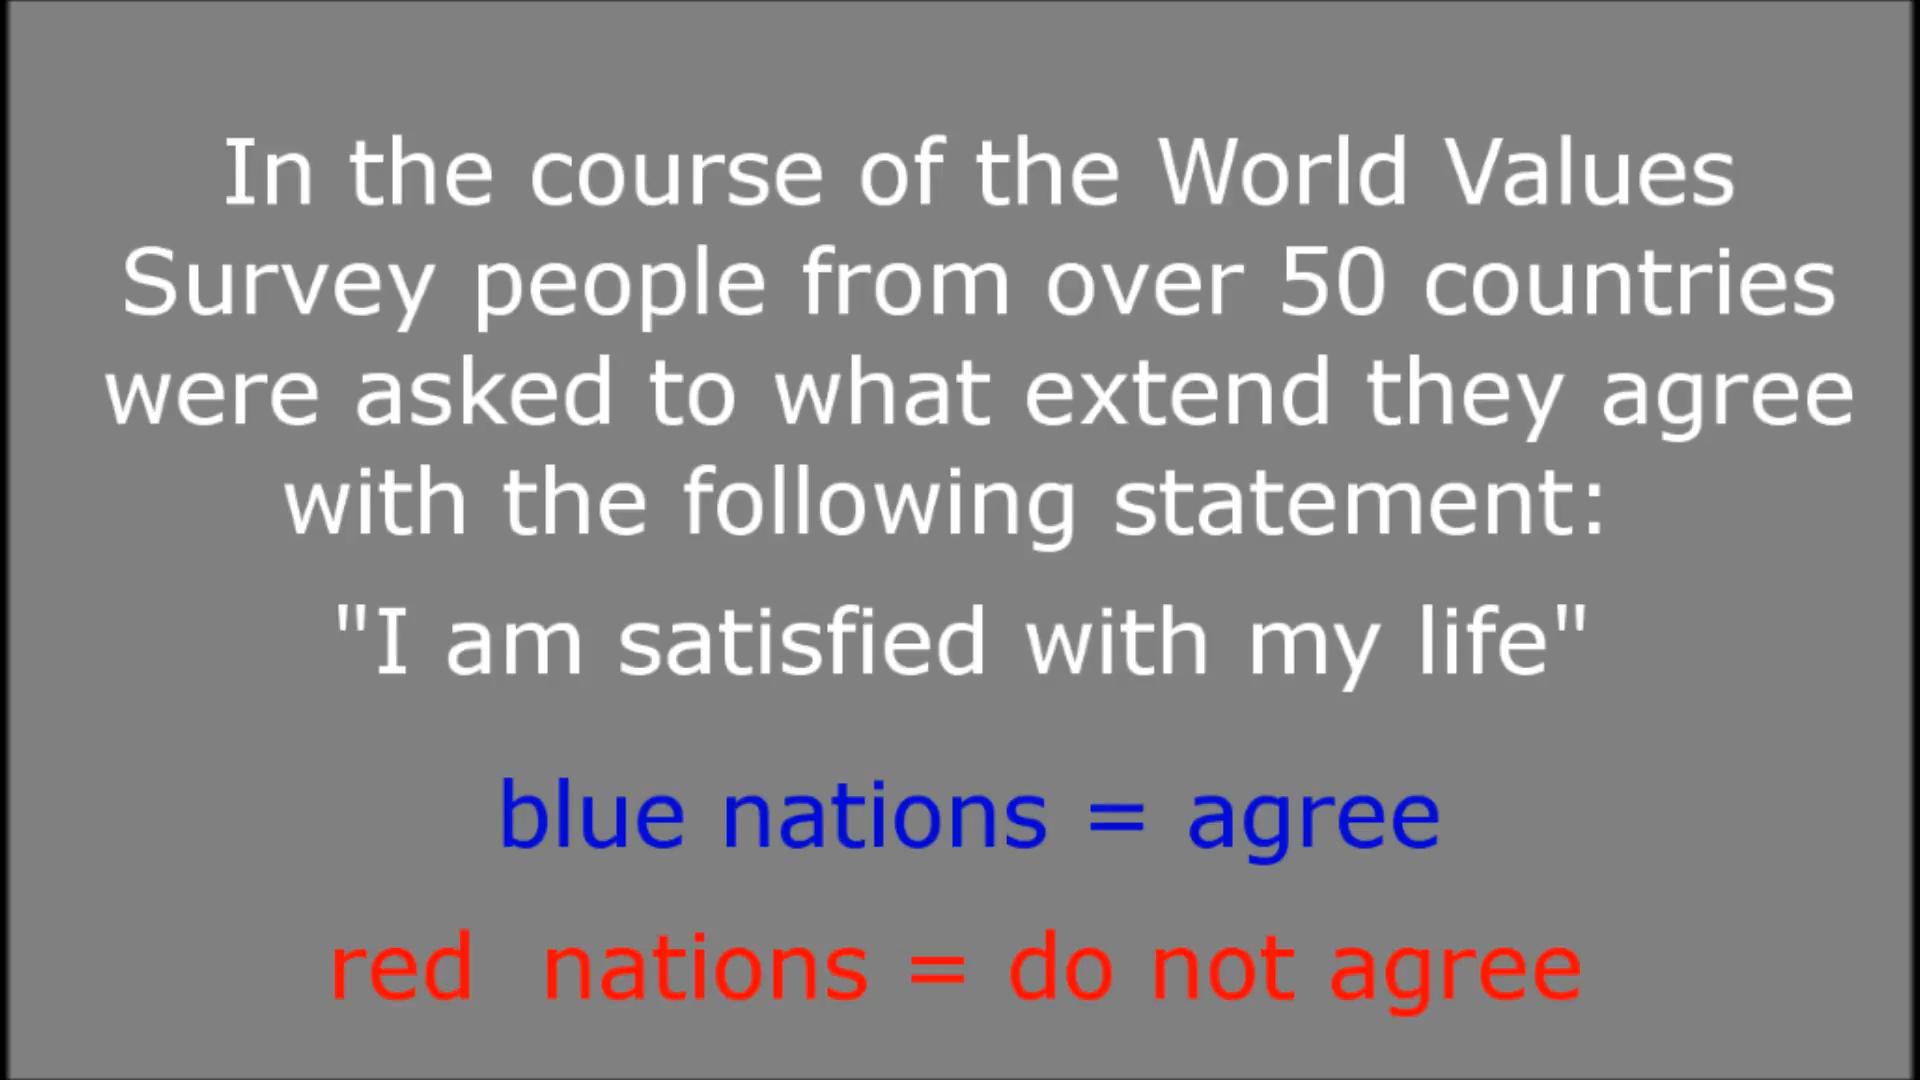 In the course of the World Values
Survey people from over 50 countries
were asked to what extend they agree
with the following statement:
"I am satisfied with my life"
blue nations = agree
red nations = do not agree